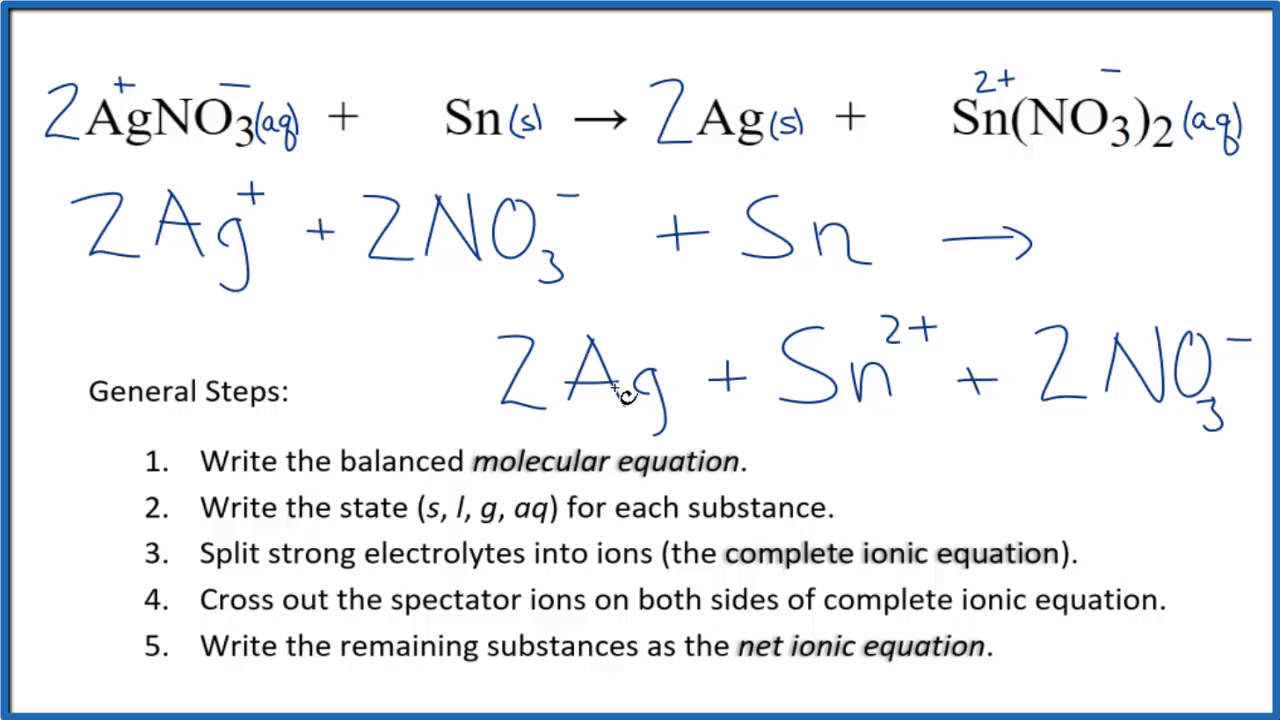 2AgNO₃(aq) + Sn(s) → 2Ag(s) + Sn²⁺(NO₃)⁻₂(aq)
2Ag⁺ + 2NO₃⁻ + Sn →
2Ag + Sn²⁺ + 2NO₃⁻
General Steps:
1. Write the balanced molecular equation.
2. Write the state (s, l, g, aq) for each substance.
3. Split strong electrolytes into ions (the complete ionic equation).
4. Cross out the spectator ions on both sides of complete ionic equation.
5. Write the remaining substances as the net ionic equation.